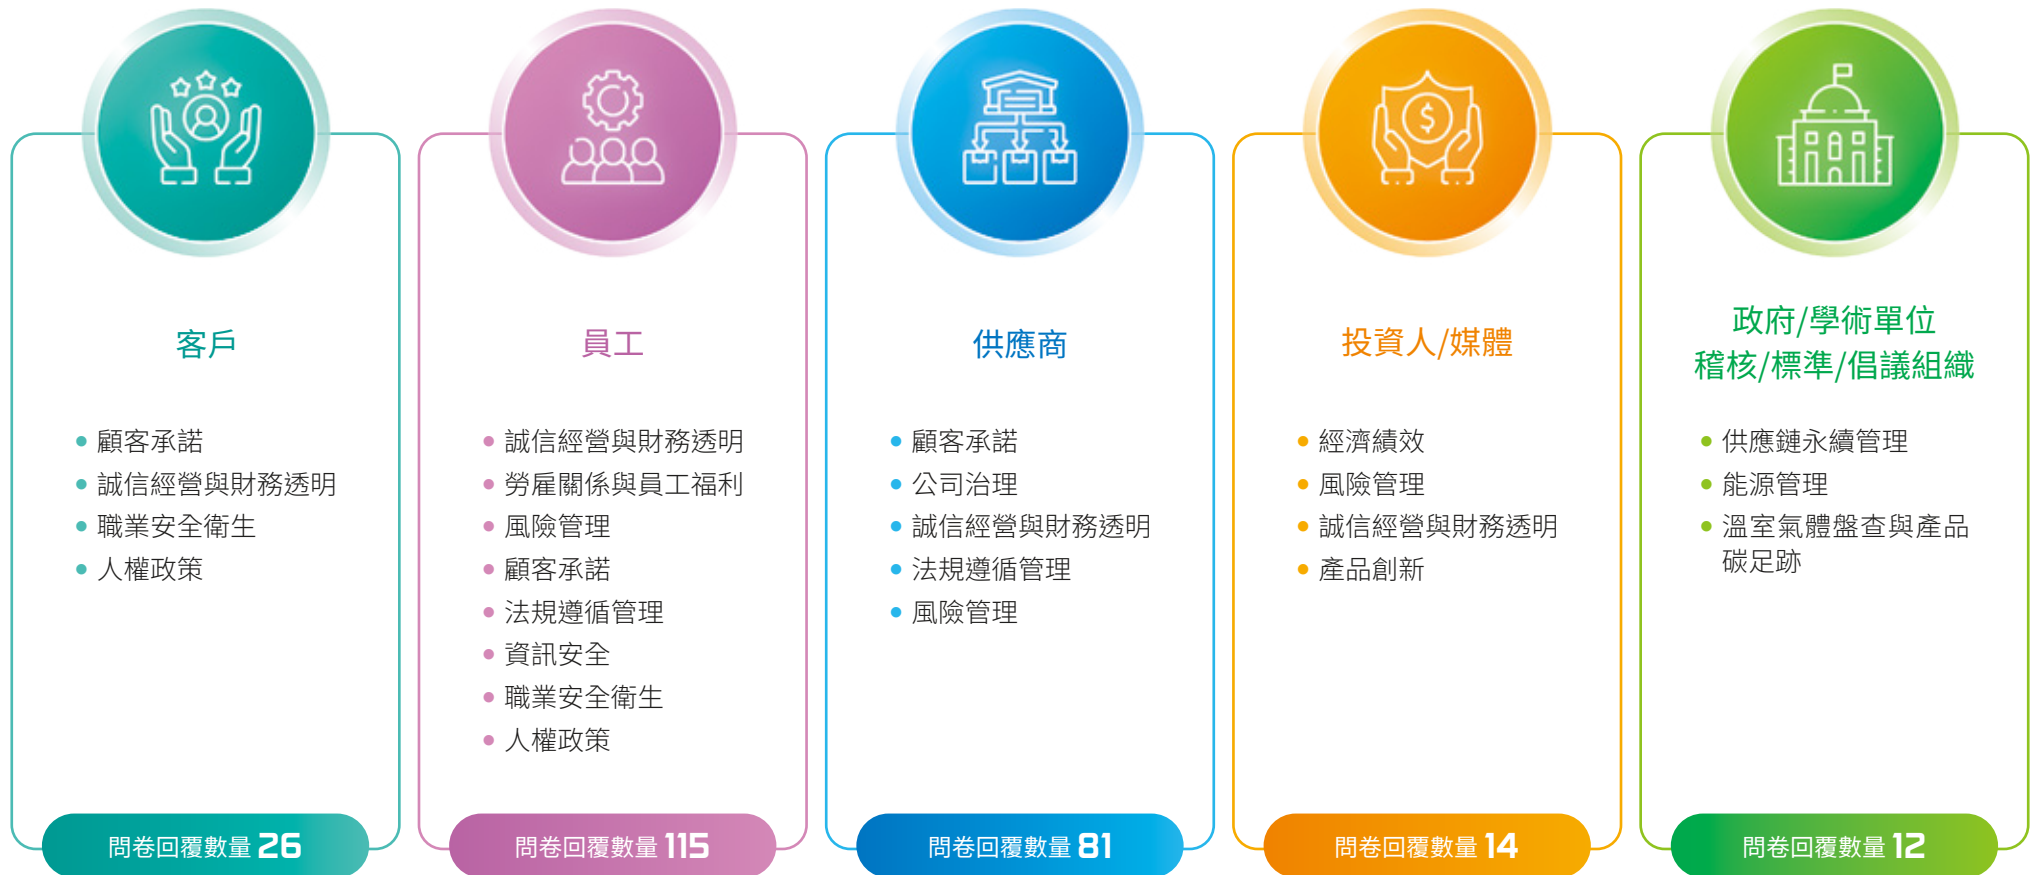 客戶
顧客承諾
誠信經營與財務透明
職業安全衛生
人權政策
問卷回覆數量 26
員工
誠信經營與財務透明
勞雇關係與員工福利
風險管理
顧客承諾
法規遵循管理
資訊安全
職業安全衛生
人權政策
問卷回覆數量 115
供應商
顧客承諾
公司治理
誠信經營與財務透明
法規遵循管理
風險管理
問卷回覆數量 81
投資人/媒體
經濟績效
風險管理
誠信經營與財務透明
產品創新
問卷回覆數量 14
政府/學術單位
稽核/標準/倡議組織
供應鏈永續管理
能源管理
溫室氣體盤查與產品
碳足跡
問卷回覆數量 12